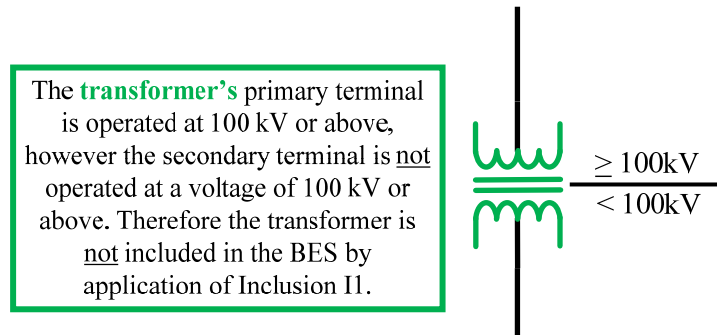 The transformer's primary terminal
is operated at 100 kV or above,
however the secondary terminal is not
operated at a voltage of 100 kV or
above. Therefore the transformer is
not included in the BES by
application of Inclusion I1.
≥ 100kV
< 100kV